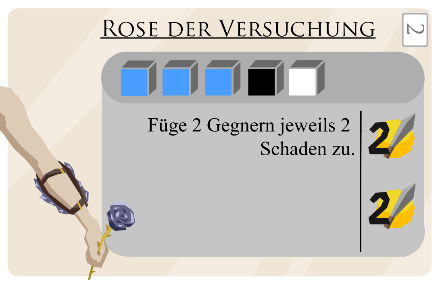 ROSE DER VERSUCHUNG
2
Füge 2 Gegnern jeweils 2
Schaden zu.
2
2